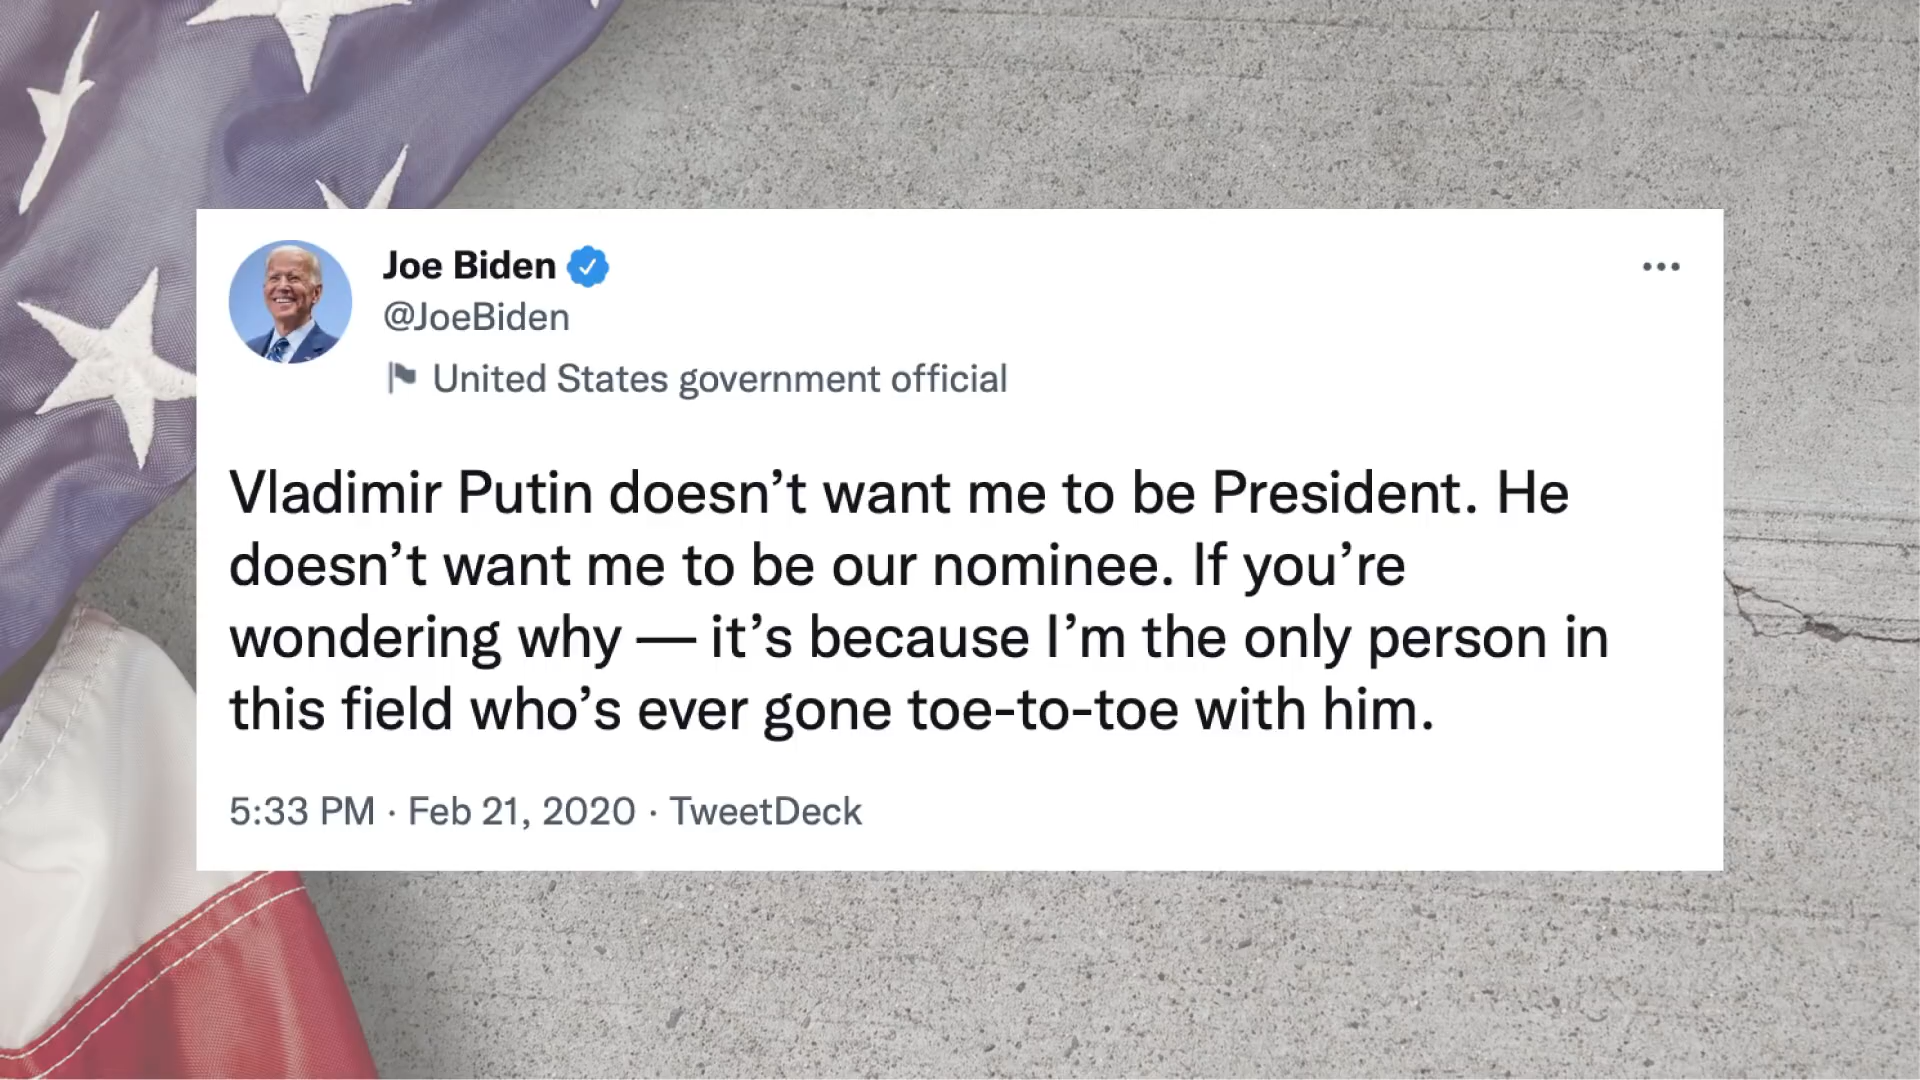 Joe Biden
@JoeBiden
United States government official
Vladimir Putin doesn’t want me to be President. He
doesn’t want me to be our nominee. If you’re
wondering why — it’s because I’m the only person in
this field who’s ever gone toe-to-toe with him.
5:33 PM · Feb 21, 2020 · TweetDeck